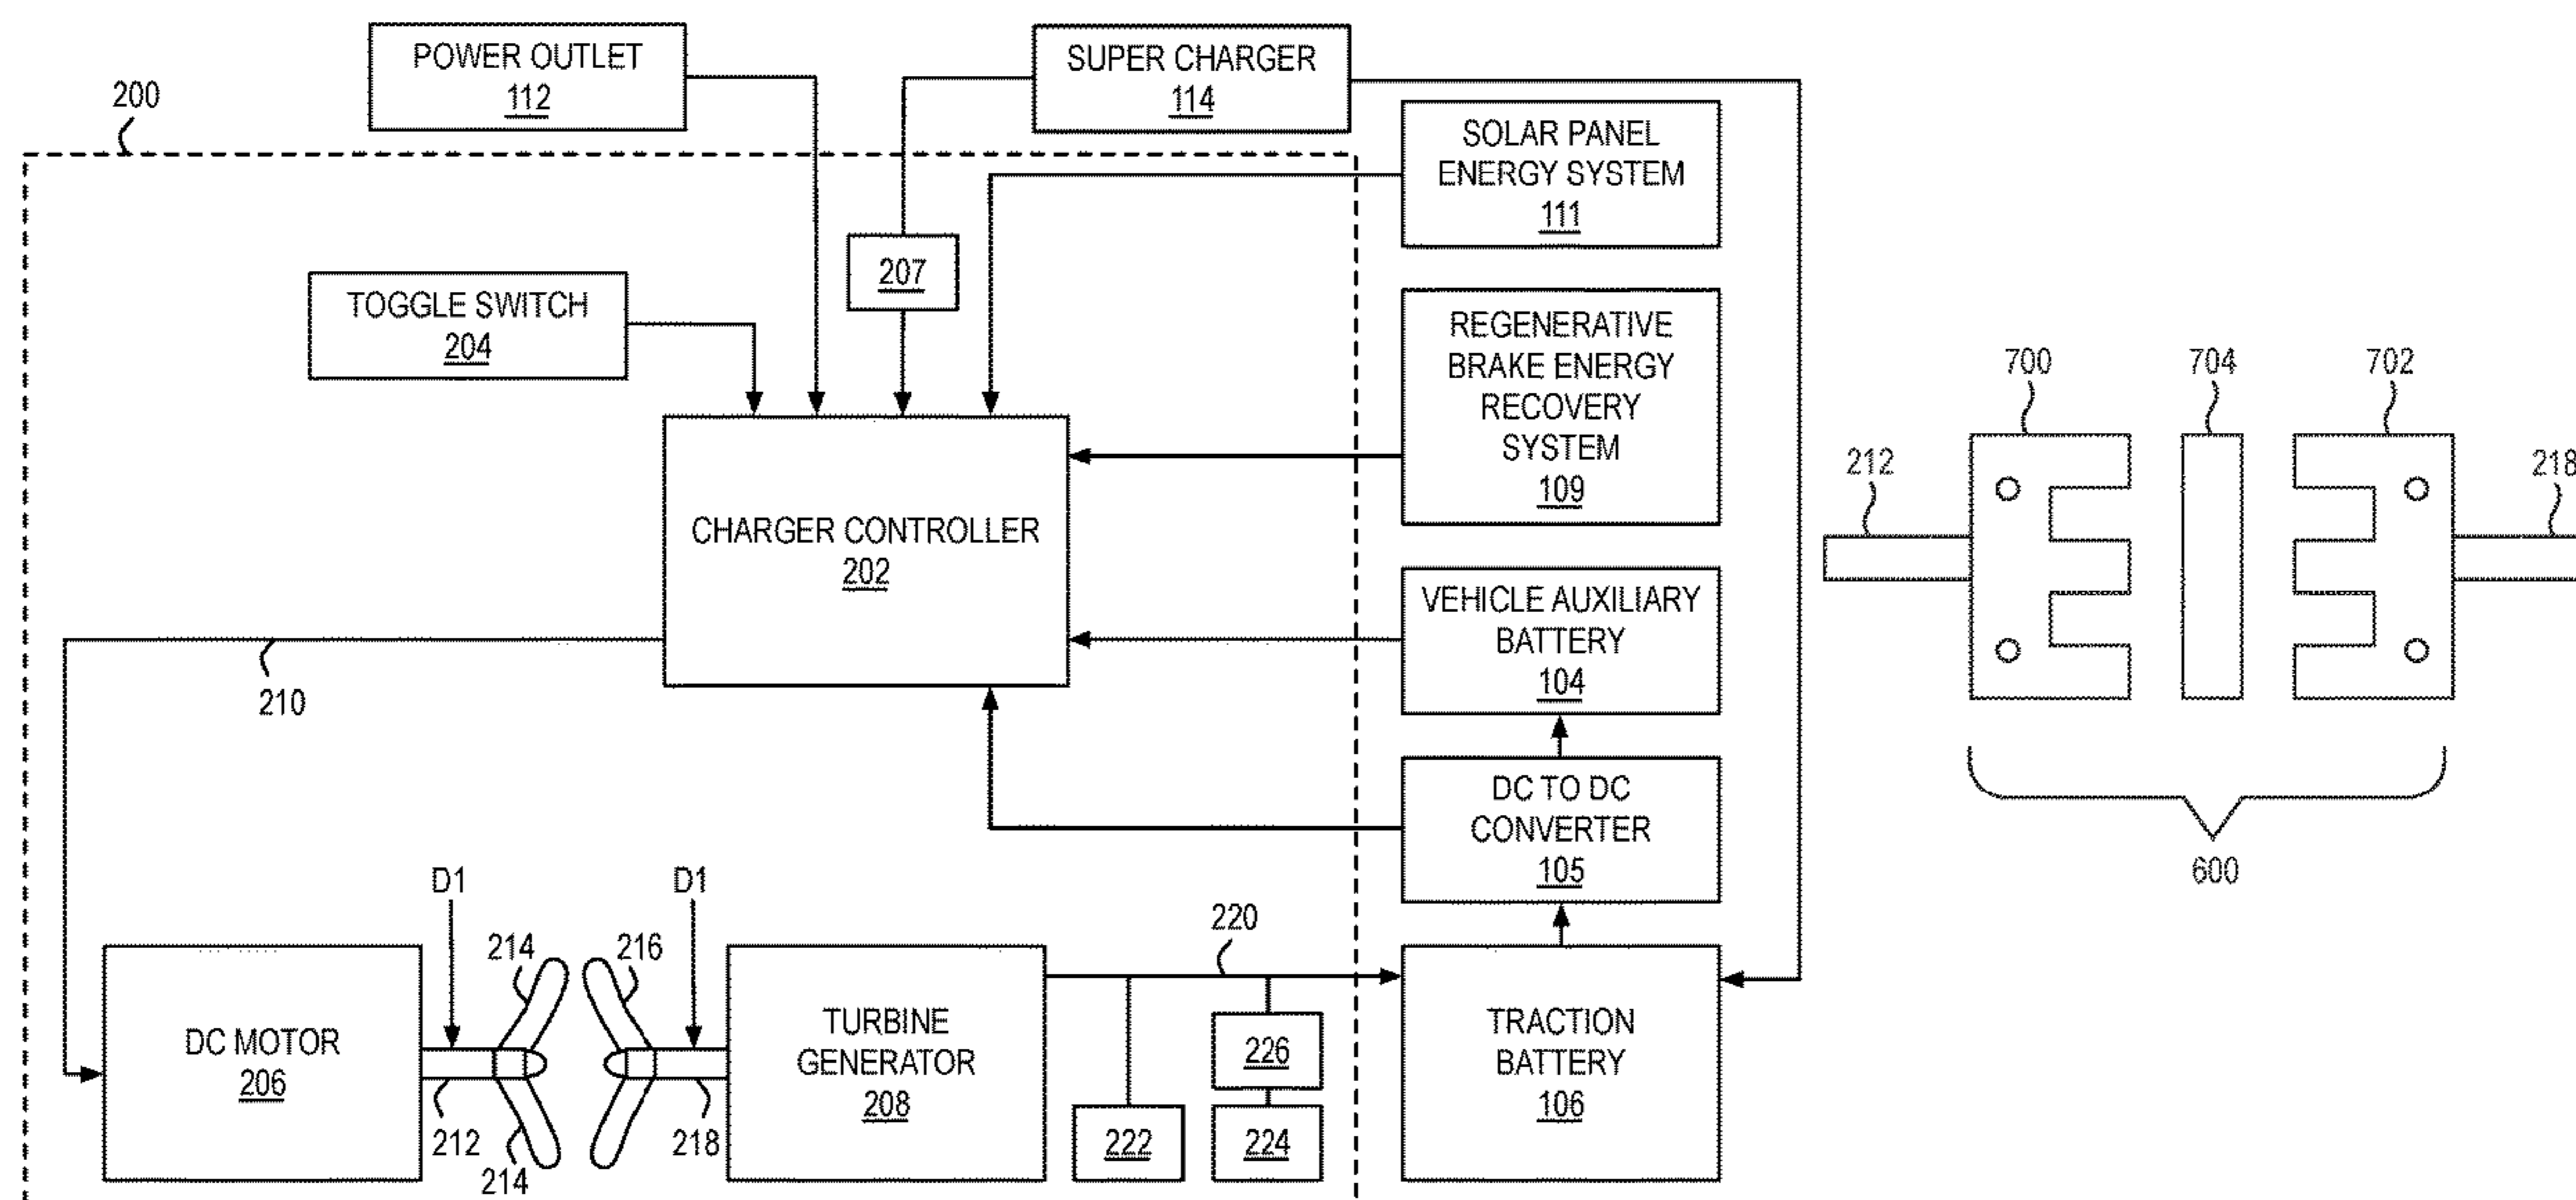 POWER OUTLET
112
SUPER CHARGER
114
200
SOLAR PANEL
ENERGY SYSTEM
111
207
TOGGLE SWITCH
204
REGENERATIVE
BRAKE ENERGY
RECOVERY
SYSTEM
109
CHARGER CONTROLLER
202
VEHICLE AUXILIARY
BATTERY
104
210
DC TO DC
CONVERTER
105
D1
D1
214
216
220
DC MOTOR
206
TURBINE
GENERATOR
208
226
TRACTION
BATTERY
106
212
214
218
222
224
700
704
702
212
218
600